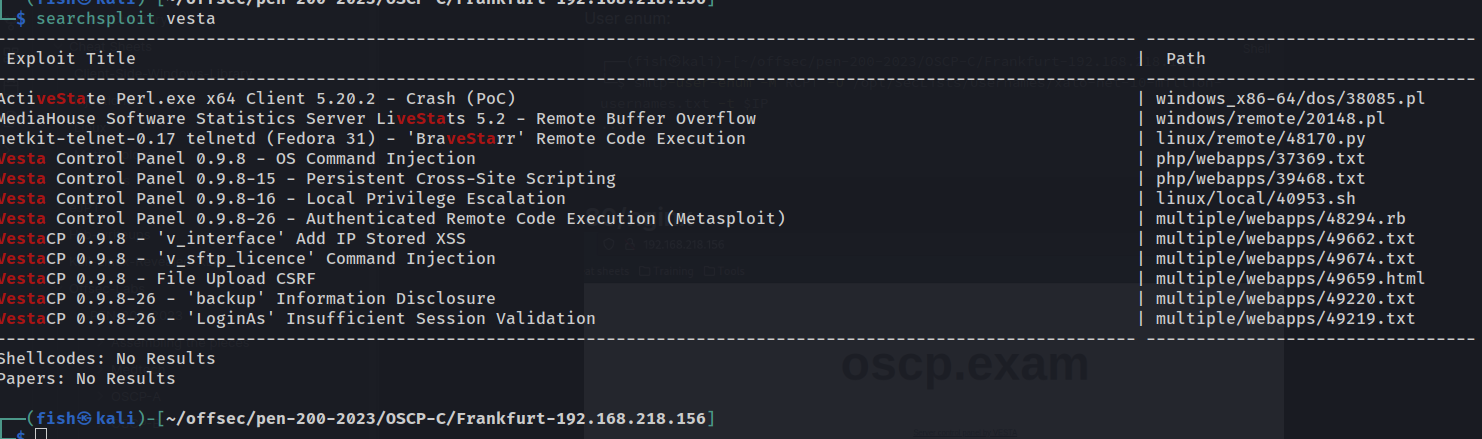 (fish㉿kali)-[~/offsec/pen-200-2023/OSCP-C/Frankfurt-192.168.218.156]
$ searchsploit vesta
Exploit Title | Path
ActiveState Perl.exe x64 Client 5.20.2 - Crash (PoC) | windows_x86-64/dos/38085.pl
MediaHouse Software Statistics Server LiveStats 5.2 - Remote Buffer Overflow | windows/remote/20148.pl
netkit-telnet-0.17 telnetd (Fedora 31) - 'BraveStarr' Remote Code Execution | linux/remote/48170.py
Vesta Control Panel 0.9.8 - OS Command Injection | php/webapps/37369.txt
Vesta Control Panel 0.9.8-15 - Persistent Cross-Site Scripting | php/webapps/39468.txt
Vesta Control Panel 0.9.8-16 - Local Privilege Escalation | linux/local/40953.sh
Vesta Control Panel 0.9.8-26 - Authenticated Remote Code Execution (Metasploit) | multiple/webapps/48294.rb
VestaCP 0.9.8 - 'v_interface' Add IP Stored XSS | multiple/webapps/49662.txt
VestaCP 0.9.8 - 'v_sftp_licence' Command Injection | multiple/webapps/49674.txt
VestaCP 0.9.8 - File Upload CSRF | multiple/webapps/49659.html
VestaCP 0.9.8-26 - 'backup' Information Disclosure | multiple/webapps/49220.txt
VestaCP 0.9.8-26 - 'LoginAs' Insufficient Session Validation | multiple/webapps/49219.txt
Shellcodes: No Results
Papers: No Results
(fish㉿kali)-[~/offsec/pen-200-2023/OSCP-C/Frankfurt-192.168.218.156]
$
User enum:
192.168.218.156
oscp.exam
OSCP-A